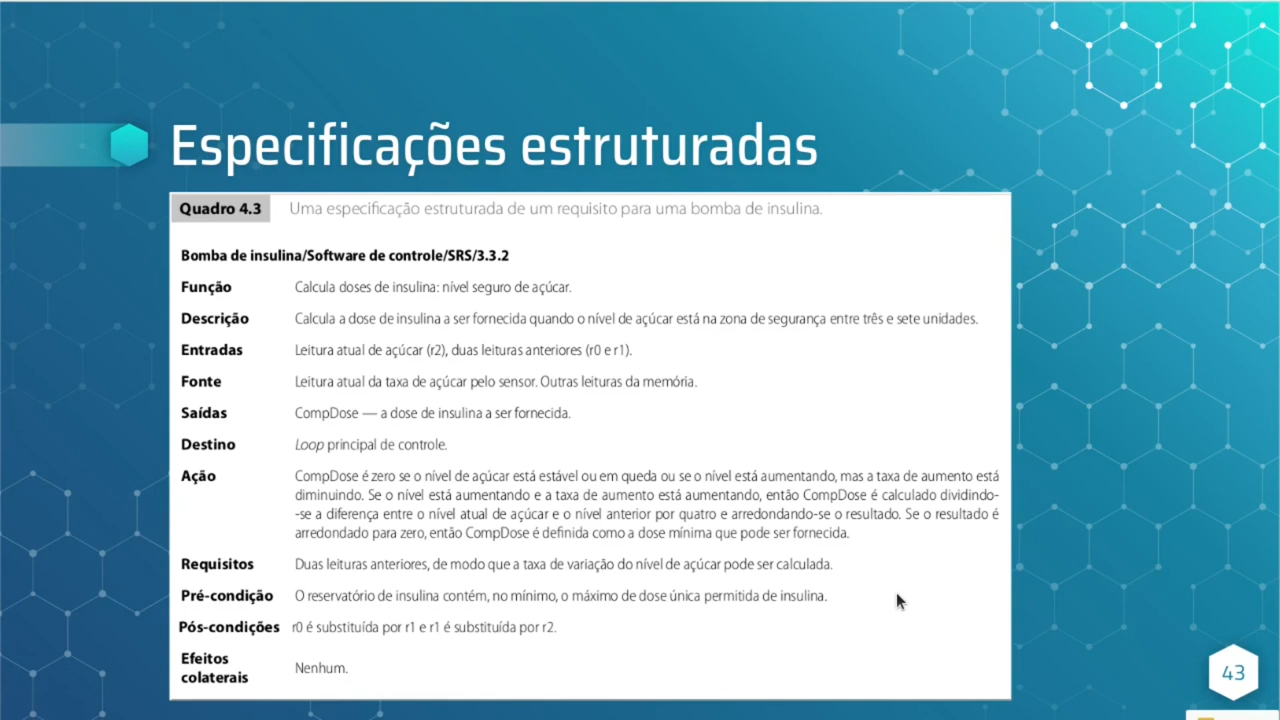 Especificações estruturadas
Quadro 4.3 Uma especificação estruturada de um requisito para uma bomba de insulina.
Bomba de insulina/Software de controle/SRS/3.3.2
Função Calcula doses de insulina: nível seguro de açúcar.
Descrição Calcula a dose de insulina a ser fornecida quando o nível de açúcar está na zona de segurança entre três e sete unidades.
Entradas Leitura atual de açúcar (r2), duas leituras anteriores (r0 e r1).
Fonte Leitura atual da taxa de açúcar pelo sensor. Outras leituras da memória.
Saídas CompDose — a dose de insulina a ser fornecida.
Destino Loop principal de controle.
Ação CompDose é zero se o nível de açúcar está estável ou em queda ou se o nível está aumentando, mas a taxa de aumento está
diminuindo. Se o nível está aumentando e a taxa de aumento está aumentando, então CompDose é calculado dividindo-
-se a diferença entre o nível atual de açúcar e o nível anterior por quatro e arredondando-se o resultado. Se o resultado é
arredondado para zero, então CompDose é definida como a dose mínima que pode ser fornecida.
Requisitos Duas leituras anteriores, de modo que a taxa de variação do nível de açúcar pode ser calculada.
Pré-condição O reservatório de insulina contém, no mínimo, o máximo de dose única permitida de insulina.
Pós-condições r0 é substituída por r1 e r1 é substituída por r2.
Efeitos
colaterais Nenhum.
43